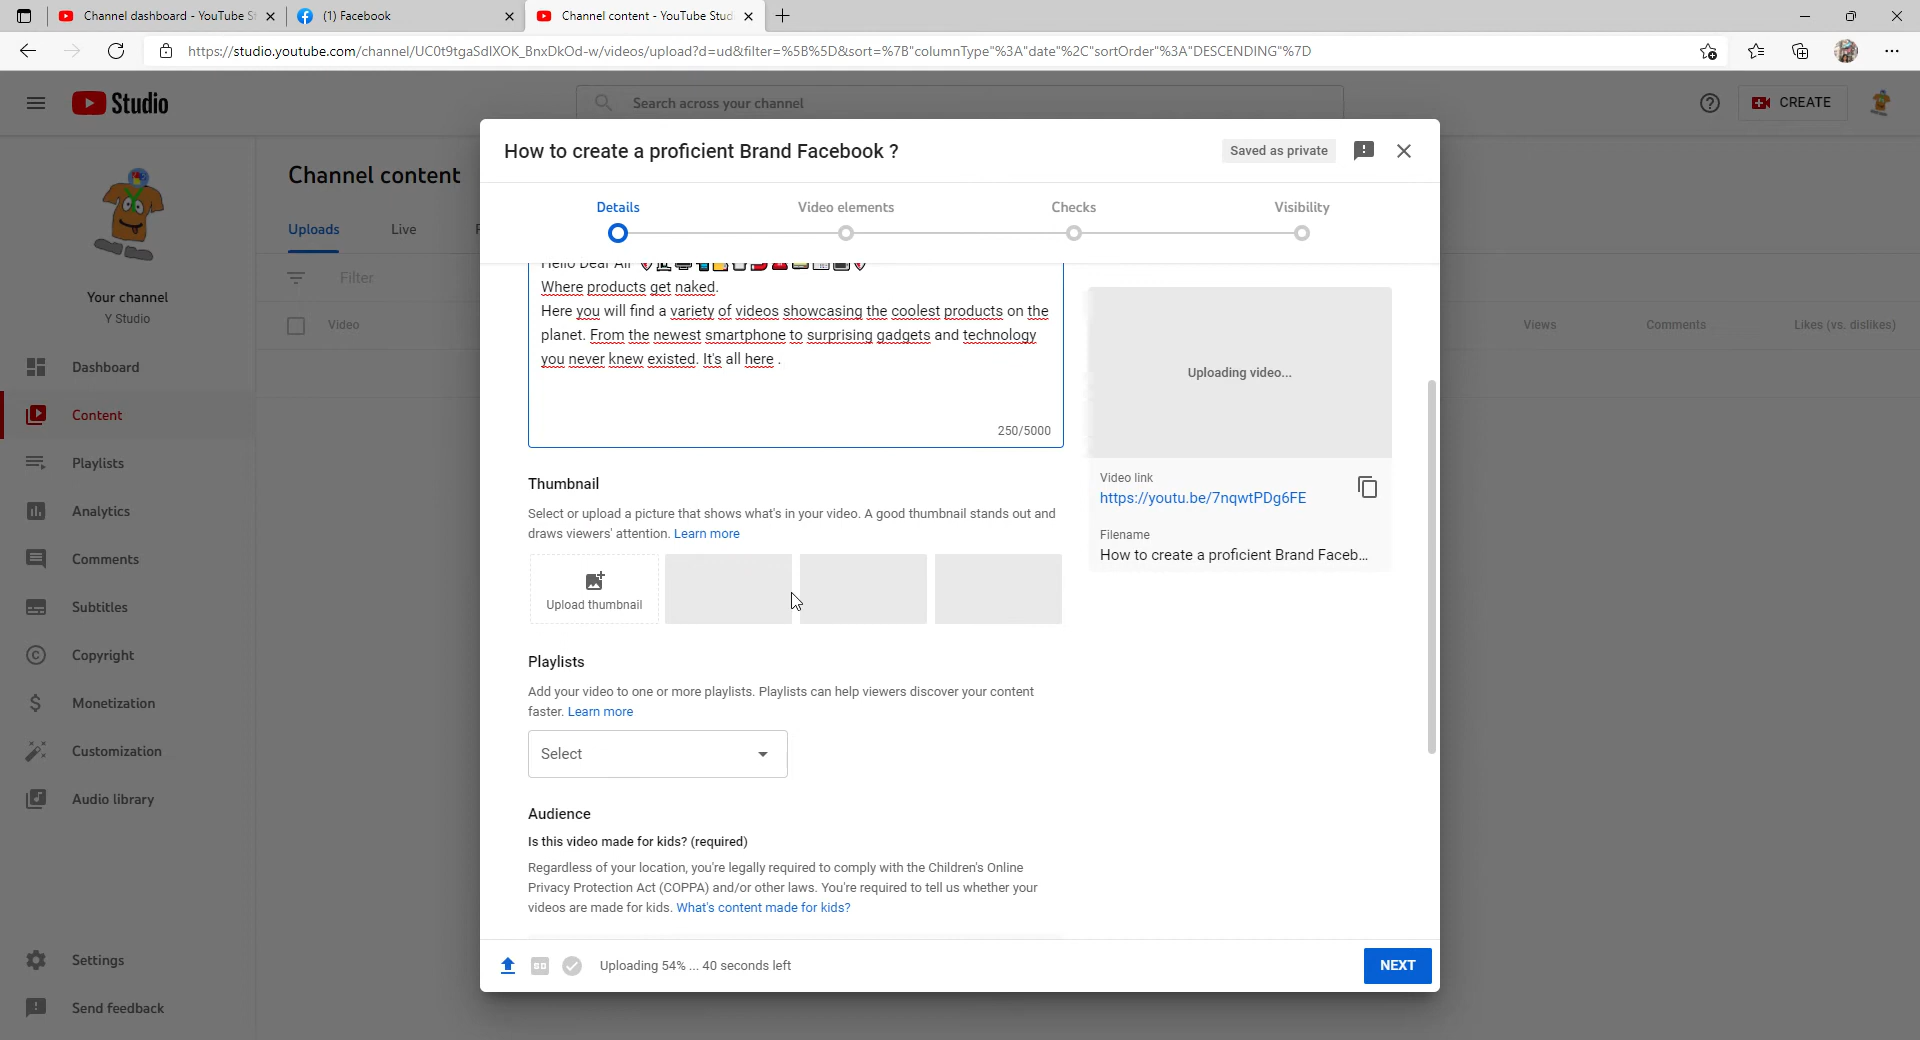 Channel dashboard - YouTube St
(1) Facebook
Channel content - YouTube Stud
https://studio.youtube.com/channel/UC0t9tgaSdIXOK_BnxDkOd-w/videos/upload?d=ud&filter=%5B%5D&sort=%7B"columnType"%3A"date"%2C"sortOrder"%3A"DESCENDING"%7D
Studio
Search across your channel
CREATE
Your channel
Y Studio
Dashboard
Content
Playlists
Analytics
Comments
Subtitles
Copyright
Monetization
Customization
Audio library
Settings
Send feedback
Channel content
Uploads
Live
Filter
Video
Views
Comments
Likes (vs. dislikes)
How to create a proficient Brand Facebook ?
Saved as private
Details
Video elements
Checks
Visibility
Hello Dear All
Where products get naked.
Here you will find a variety of videos showcasing the coolest products on the
planet. From the newest smartphone to surprising gadgets and technology
you never knew existed. It's all here .
250/5000
Thumbnail
Select or upload a picture that shows what's in your video. A good thumbnail stands out and
draws viewers' attention. Learn more
Upload thumbnail
Playlists
Add your video to one or more playlists. Playlists can help viewers discover your content
faster. Learn more
Select
Audience
Is this video made for kids? (required)
Regardless of your location, you're legally required to comply with the Children's Online
Privacy Protection Act (COPPA) and/or other laws. You're required to tell us whether your
videos are made for kids. What's content made for kids?
Uploading video...
Video link
https://youtu.be/7nqwtPDg6FE
Filename
How to create a proficient Brand Faceb...
Uploading 54% ... 40 seconds left
NEXT